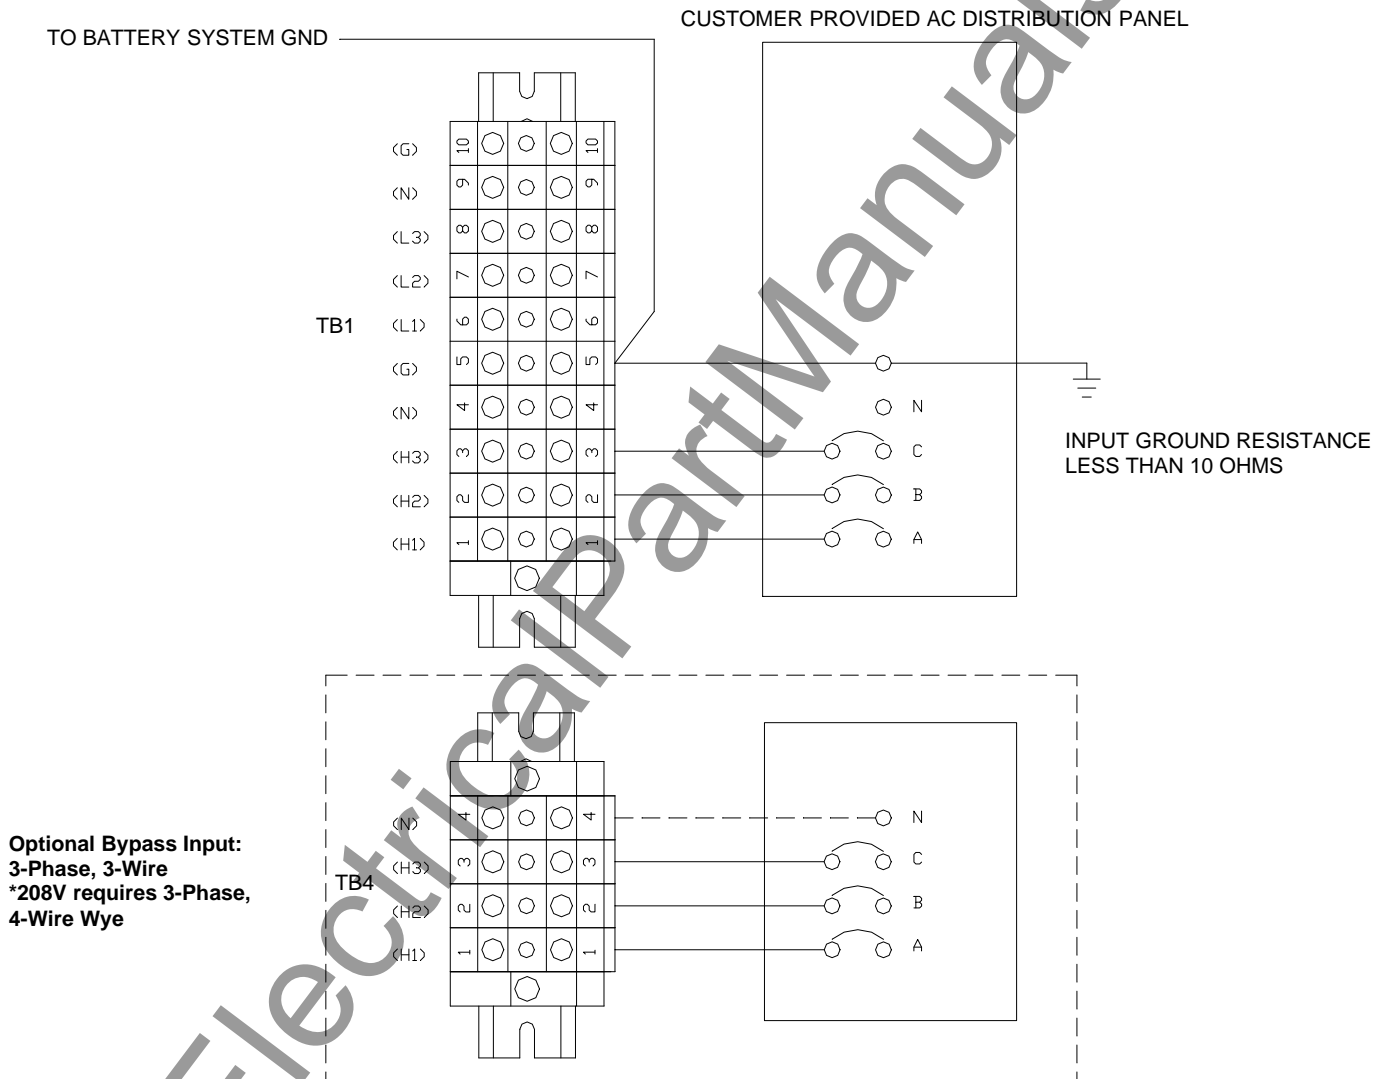 CUSTOMER PROVIDED AC DISTRIBUTION PANEL
TO BATTERY SYSTEM GND
(G) 10 10
(N) 9 9
(L3) 8 8
(L2) 7 7
TB1 (L1) 6 6
(G) 5 5
(N) 4 4 N
(H3) 3 3 C
(H2) 2 2 B
(H1) 1 1 A
INPUT GROUND RESISTANCE
LESS THAN 10 OHMS
Optional Bypass Input:
3-Phase, 3-Wire
*208V requires 3-Phase,
4-Wire Wye
TB4
(N) 4 4 N
(H3) 3 3 C
(H2) 2 2 B
(H1) 1 1 A
ElectricalPartManuals